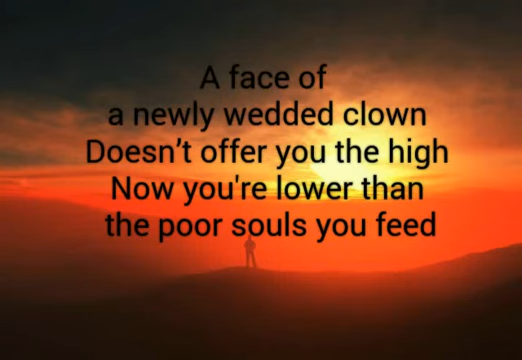 A face of
a newly wedded clown
Doesn’t offer you the high
Now you're lower than
the poor souls you feed